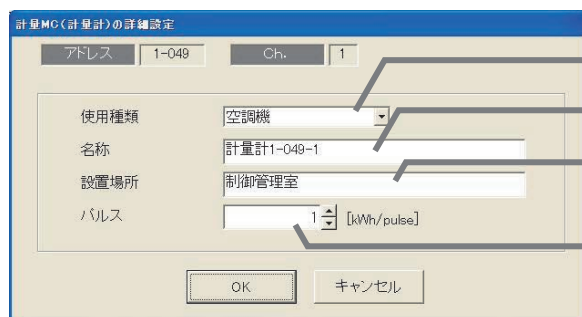 計量MC(計量計)の詳細設定
アドレス 1-049 Ch. 1
使用種類 空調機
名称 計量計1-049-1
設置場所 制御管理室
パルス 1 [kWh/pulse]
OK キャンセル